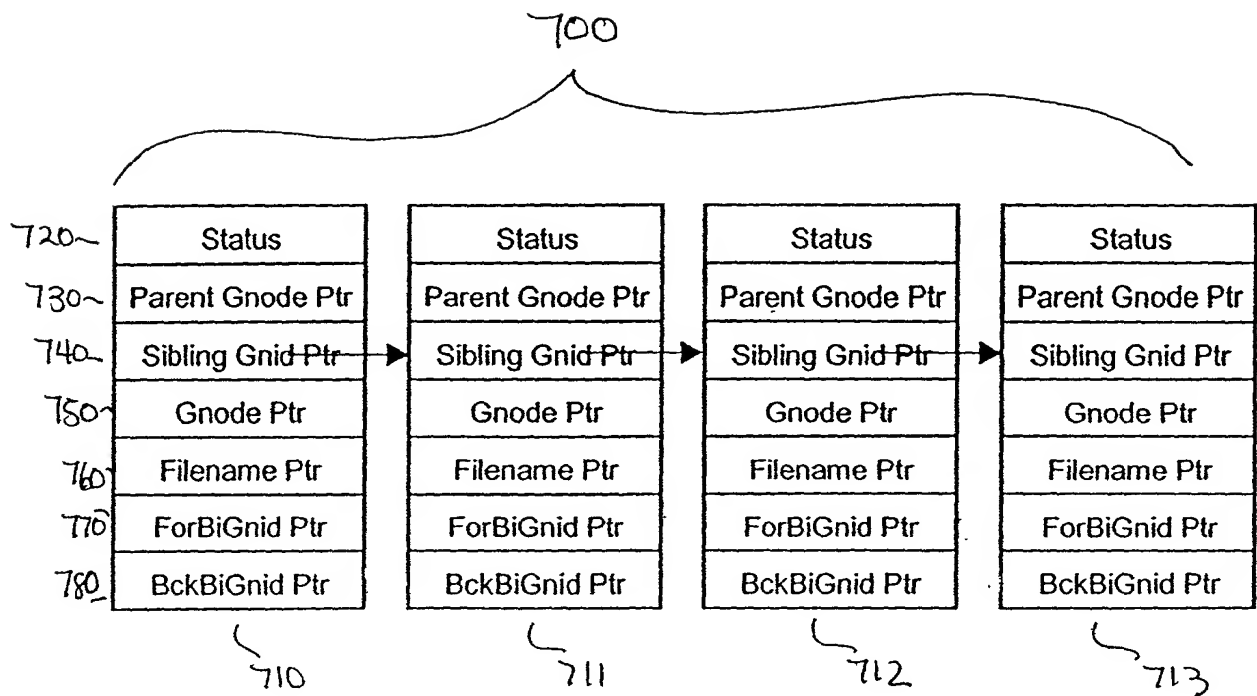 700
720 Status Status Status Status
730 Parent Gnode Ptr Parent Gnode Ptr Parent Gnode Ptr Parent Gnode Ptr
740 Sibling Gnid Ptr Sibling Gnid Ptr Sibling Gnid Ptr Sibling Gnid Ptr
750 Gnode Ptr Gnode Ptr Gnode Ptr Gnode Ptr
760 Filename Ptr Filename Ptr Filename Ptr Filename Ptr
770 ForBiGnid Ptr ForBiGnid Ptr ForBiGnid Ptr ForBiGnid Ptr
780 BckBiGnid Ptr BckBiGnid Ptr BckBiGnid Ptr BckBiGnid Ptr
710 711 712 713